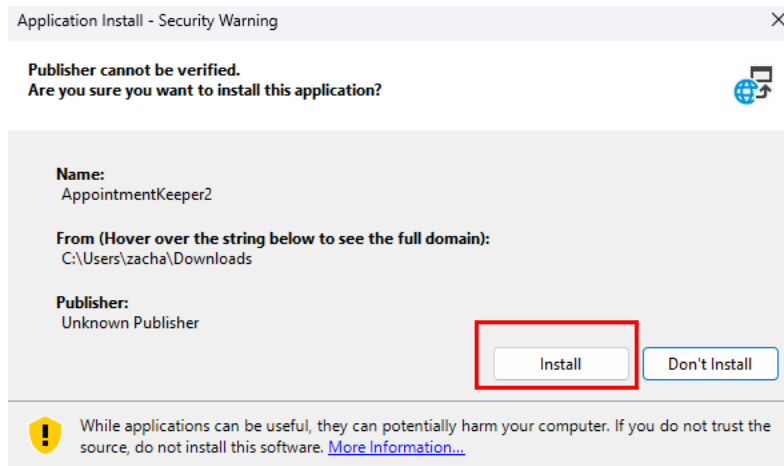 Application Install - Security Warning
Publisher cannot be verified.
Are you sure you want to install this application?
Name:
AppointmentKeeper2
From (Hover over the string below to see the full domain):
C:\Users\zacha\Downloads
Publisher:
Unknown Publisher
Install
Don't Install
While applications can be useful, they can potentially harm your computer. If you do not trust the
source, do not install this software. More Information...